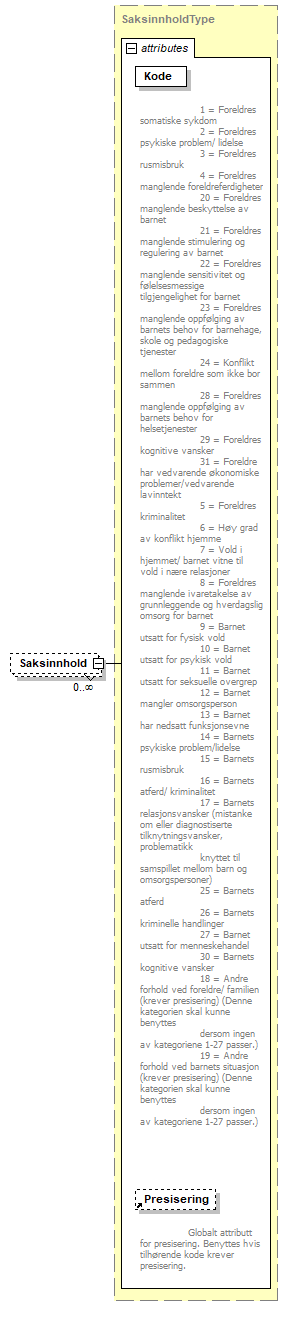 SaksinnholdType
attributes
Kode
1 = Foreldres
somatiske sykdom
2 = Foreldres
psykiske problem/ lidelse
3 = Foreldres
rusmisbruk
4 = Foreldres
manglende foreldreferdigheter
20 = Foreldres
manglende beskyttelse av
barnet
21 = Foreldres
manglende stimulering og
regulering av barnet
22 = Foreldres
manglende sensitivitet og
følelsesmessige
tilgjengelighet for barnet
23 = Foreldres
manglende oppfølging av
barnets behov for barnehage,
skole og pedagogiske
tjenester
24 = Konflikt
mellom foreldre som ikke bor
sammen
28 = Foreldres
manglende oppfølging av
barnets behov for
helsetjenester
29 = Foreldres
kognitive vansker
31 = Foreldre
har vedvarende økonomiske
problemer/vedvarende
lavinntekt
5 = Foreldres
kriminalitet
6 = Høy grad
av konflikt hjemme
7 = Vold i
hjemmet/ barnet vitne til
vold i nære relasjoner
8 = Foreldres
manglende ivaretakelse av
grunnleggende og hverdagslig
omsorg for barnet
9 = Barnet
utsatt for fysisk vold
10 = Barnet
utsatt for psykisk vold
11 = Barnet
utsatt for seksuelle overgrep
12 = Barnet
mangler omsorgsperson
13 = Barnet
har nedsatt funksjonsevne
14 = Barnets
psykiske problem/lidelse
15 = Barnets
rusmisbruk
16 = Barnets
atferd/ kriminalitet
17 = Barnets
relasjonsvansker (mistanke
om eller diagnostiserte
tilknytningsvansker,
problematikk
knyttet til
samspillet mellom barn og
omsorgspersoner)
25 = Barnets
atferd
26 = Barnets
kriminelle handlinger
27 = Barnet
utsatt for menneskehandel
30 = Barnets
kognitive vansker
18 = Andre
forhold ved foreldre/ familien
(krever presisering) (Denne
kategorien skal kunne
benyttes
dersom ingen
av kategoriene 1-27 passer.)
19 = Andre
forhold ved barnets situasjon
(krever presisering) (Denne
kategorien skal kunne
benyttes
dersom ingen
av kategoriene 1-27 passer.)
Saksinnhold
0..∞
Presisering
Globalt attributt
for presisering. Benyttes hvis
tilhørende kode krever
presisering.